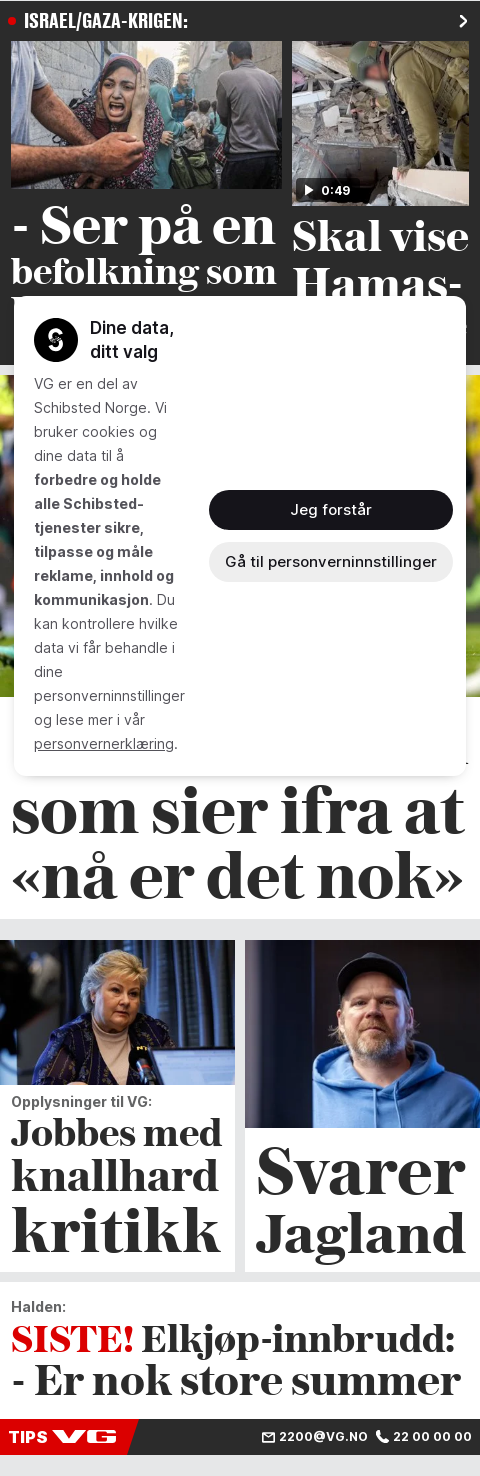 ISRAEL/GAZA-KRIGEN:
0:49
- Ser på en
befolkning som
Skal vise
Hamas-
Dine data,
ditt valg
VG er en del av
Schibsted Norge. Vi
bruker cookies og
dine data til å
forbedre og holde
alle Schibsted-
tjenester sikre,
tilpasse og måle
reklame, innhold og
kommunikasjon. Du
kan kontrollere hvilke
data vi får behandle i
dine
personverninnstillinger
og lese mer i vår
personvernerklæring.
Jeg forstår
Gå til personverninnstillinger
som sier ifra at
«nå er det nok»
Opplysninger til VG:
Jobbes med
knallhard
kritikk
Svarer
Jagland
Halden:
SISTE! Elkjøp-innbrudd:
- Er nok store summer
TIPS VG 2200@VG.NO 22 00 00 00